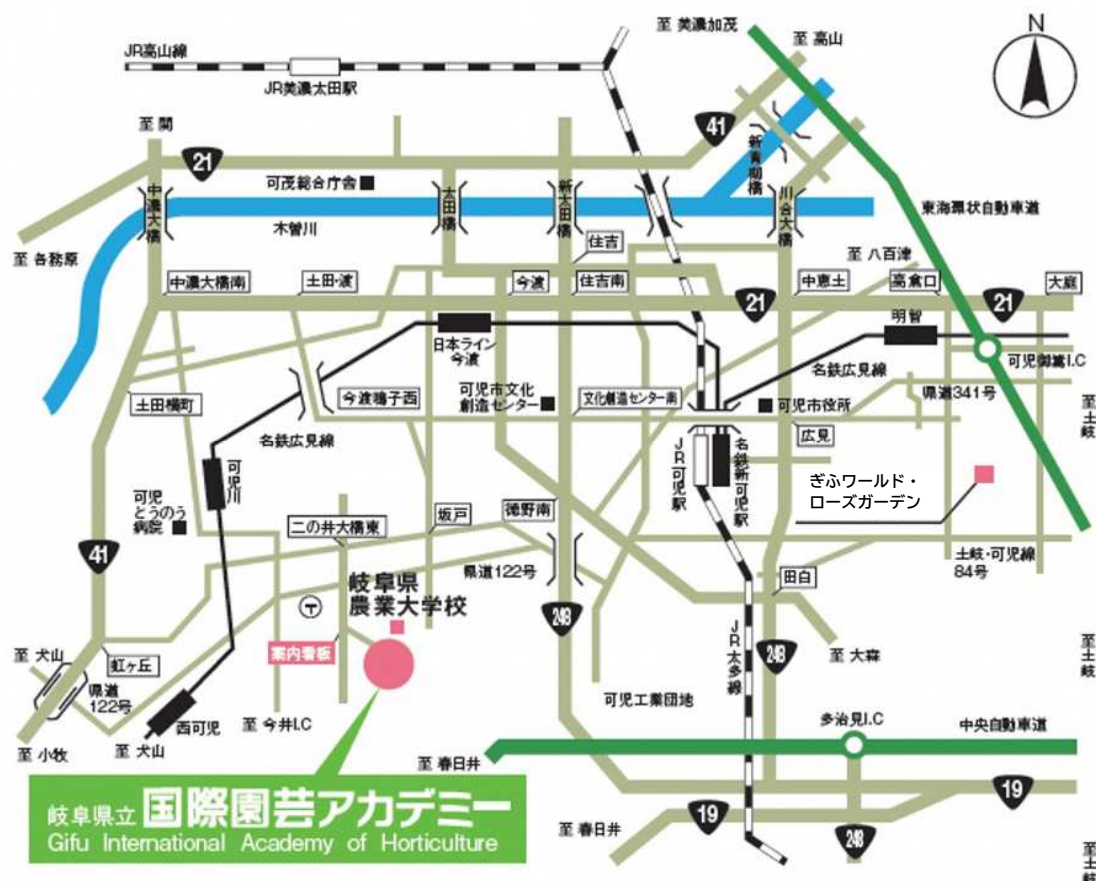 至 美濃加茂
N
至 高山
JR高山線
JR美濃太田駅
至 関
41
21
可茂総合庁舎
新青柳橋
中濃大橋
太田橋
新太田橋
川合大橋
東海環状自動車道
木曽川
住吉
至 各務原
至 八百津
中濃大橋南
土田・渡
今渡
住吉南
中恵土
高倉口
大庭
21
21
明智
日本ライン
今渡
可児御嵩I.C
名鉄広見線
県道341号
土田横町
今渡鳴子西
可児市文化
創造センター
文化創造センター南
可児市役所
至土岐
広見
名鉄広見線
JR可児駅
名鉄新可児駅
可児川
ぎふワールド・
ローズガーデン
可児
とうのう
病院
二の井大橋東
坂戸
徳野南
41
県道122号
土岐・可児線
84号
田白
岐阜県
農業大学校
248
案内看板
JR太多線
248
至 大森
至土岐
至 犬山
虹ヶ丘
県道
122号
可児工業団地
西可児
至 今井I.C
多治見I.C
中央自動車道
至 小牧
至 犬山
至 春日井
岐阜県立 国際園芸アカデミー
Gifu International Academy of Horticulture
19
19
至 春日井
248
至土岐